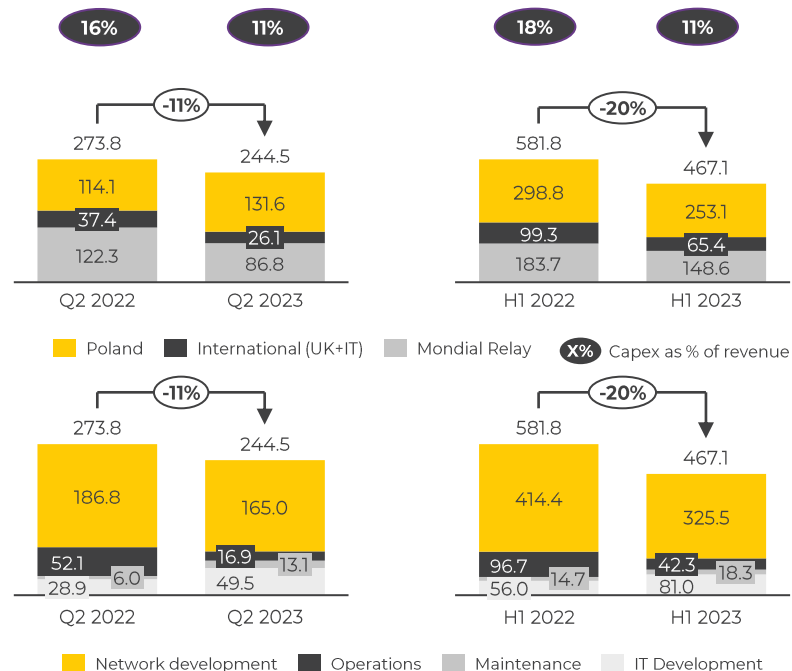 16%
11%
18%
11%
-11%
-20%
273.8
244.5
581.8
467.1
114.1
131.6
298.8
253.1
37.4
26.1
99.3
65.4
122.3
86.8
183.7
148.6
Q2 2022
Q2 2023
H1 2022
H1 2023
Poland
International (UK+IT)
Mondial Relay
X%
Capex as % of revenue
-11%
-20%
273.8
244.5
581.8
467.1
186.8
165.0
414.4
325.5
52.1
16.9
96.7
42.3
6.0
13.1
14.7
18.3
28.9
49.5
56.0
81.0
Q2 2022
Q2 2023
H1 2022
H1 2023
Network development
Operations
Maintenance
IT Development